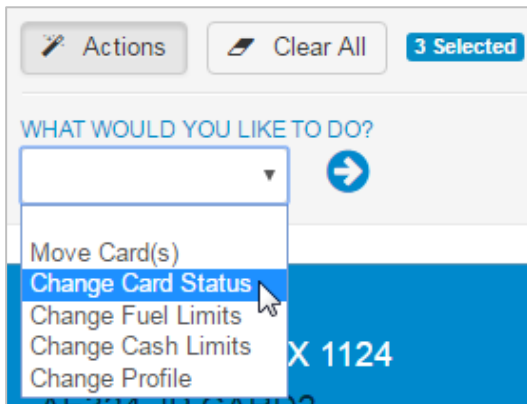 Actions Clear All 3 Selected
WHAT WOULD YOU LIKE TO DO?
Move Card(s)
Change Card Status
Change Fuel Limits
Change Cash Limits
X 1124
Change Profile